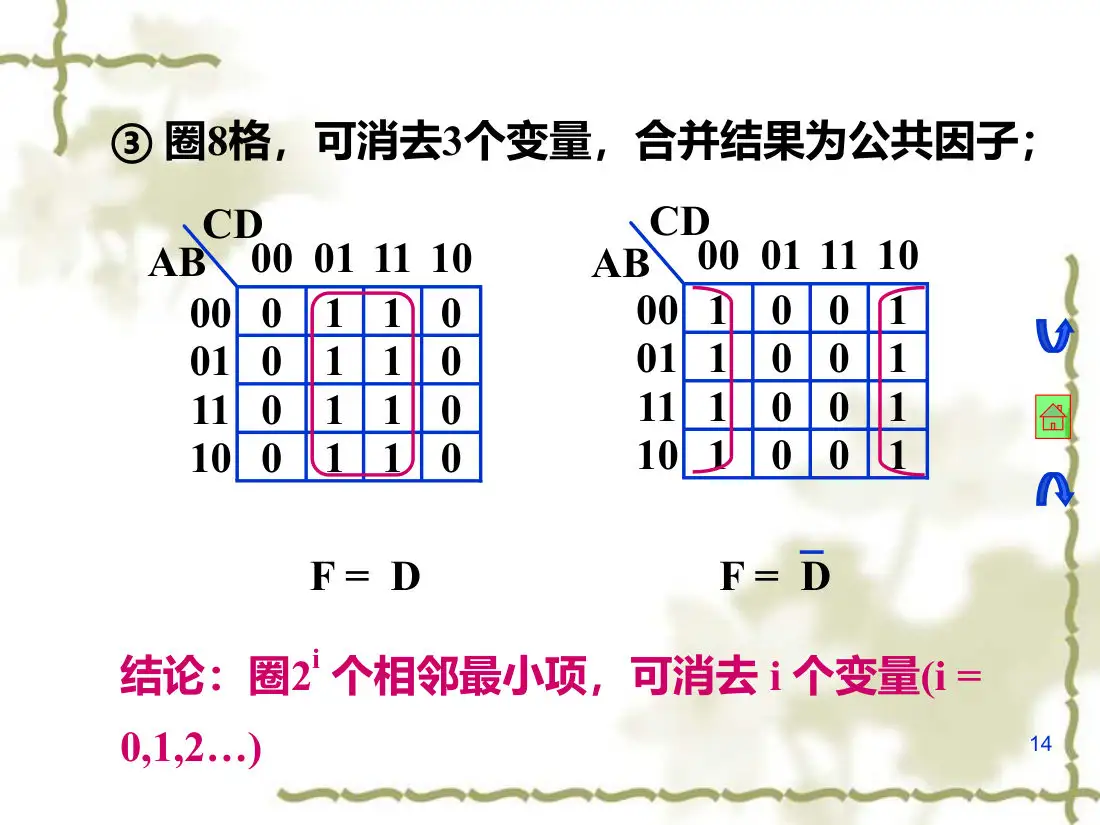 ③ 圈8格，可消去3个变量，合并结果为公共因子；
CD
AB 00 01 11 10
00 0 1 1 0
01 0 1 1 0
11 0 1 1 0
10 0 1 1 0
F = D
CD
AB 00 01 11 10
00 1 0 0 1
01 1 0 0 1
11 1 0 0 1
10 1 0 0 1
F = D̅
结论：圈2ⁱ 个相邻最小项，可消去 i 个变量(i =
0,1,2…)
14